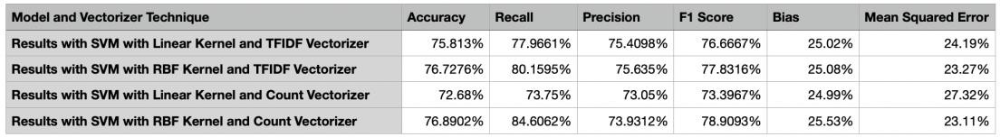 Model and Vectorizer Technique Accuracy Recall Precision F1 Score Bias Mean Squared Error
Results with SVM with Linear Kernel and TFIDF Vectorizer 75.813% 77.9661% 75.4098% 76.6667% 25.02% 24.19%
Results with SVM with RBF Kernel and TFIDF Vectorizer 76.7276% 80.1595% 75.635% 77.8316% 25.08% 23.27%
Results with SVM with Linear Kernel and Count Vectorizer 72.68% 73.75% 73.05% 73.3967% 24.99% 27.32%
Results with SVM with RBF Kernel and Count Vectorizer 76.8902% 84.6062% 73.9312% 78.9093% 25.53% 23.11%